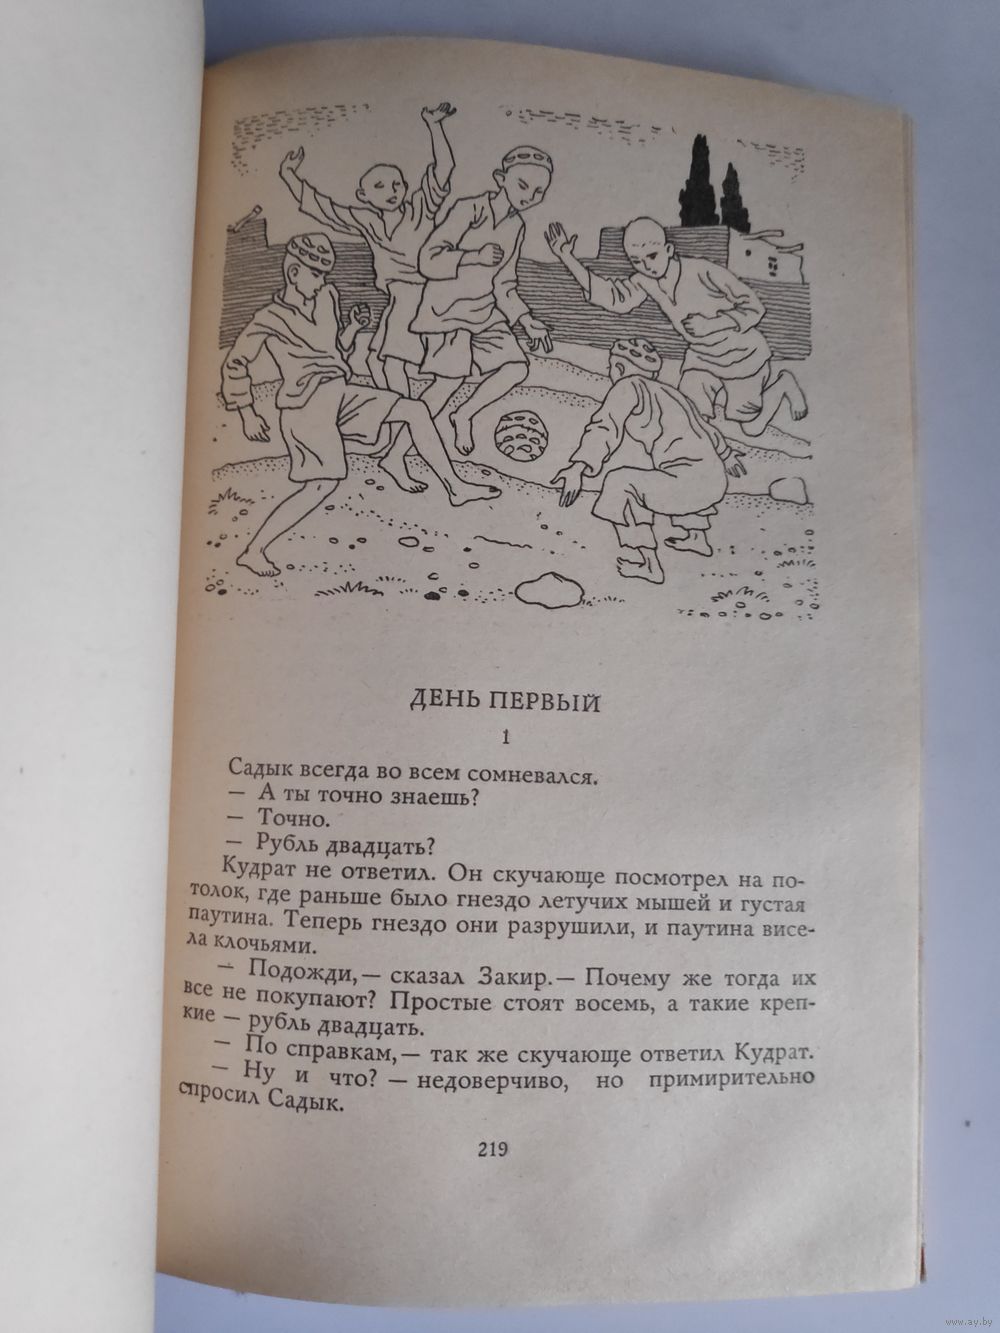 ДЕНЬ ПЕРВЫЙ
1
Садык всегда во всем сомневался.
— А ты точно знаешь?
— Точно.
— Рубль двадцать?
Кудрат не ответил. Он скучающе посмотрел на по-
толок, где раньше было гнездо летучих мышей и густая
паутина. Теперь гнездо они разрушили, и паутина висе-
ла клочьями.
— Подожди,— сказал Закир.— Почему же тогда их
все не покупают? Простые стоят восемь, а такие креп-
кие — рубль двадцать.
— По справкам,— так же скучающе ответил Кудрат.
— Ну и что? — недоверчиво, но примирительно
спросил Садык.
219
www.ay.by